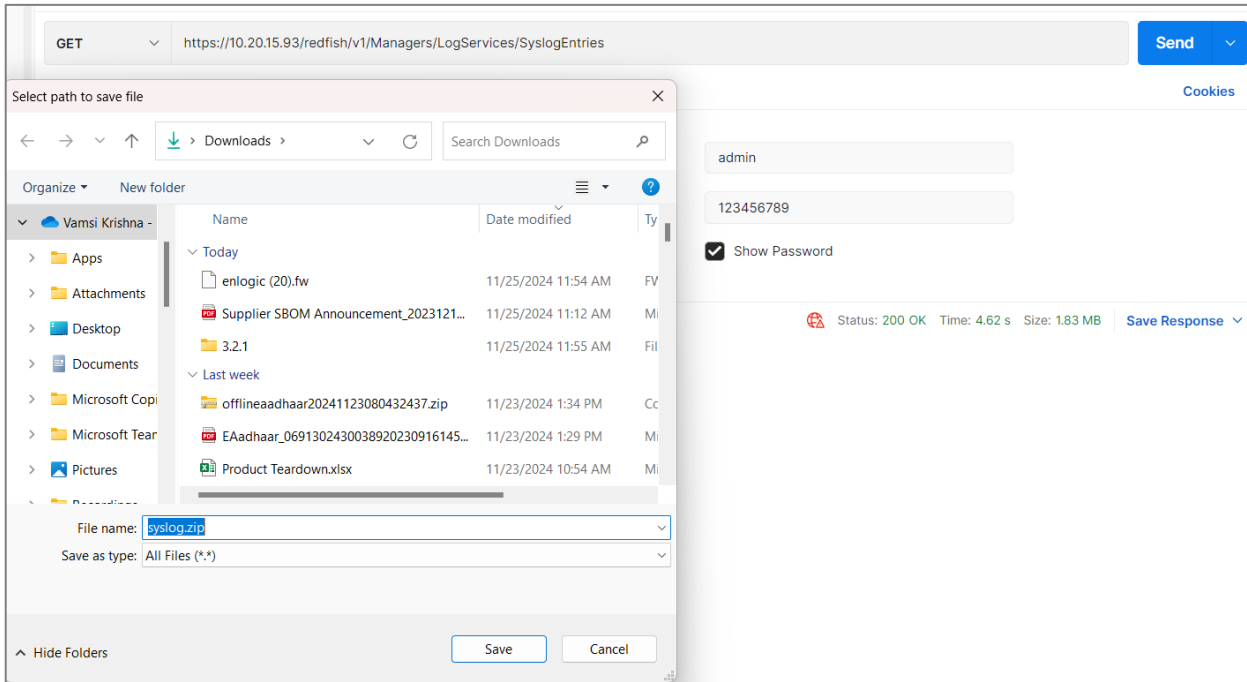 GET https://10.20.15.93/redfish/v1/Managers/LogServices/SyslogEntries Send
Cookies
Select path to save file
Downloads Search Downloads
Organize New folder ?
Vamsi Krishna - Name Date modified Ty
Today
Apps enlogic (20).fw 11/25/2024 11:54 AM FW
Attachments Supplier SBOM Announcement_2023121... 11/25/2024 11:12 AM Mi
Desktop 3.2.1 11/25/2024 11:55 AM Fil
Documents Last week
Microsoft Copi offlineaadhaar20241123080432437.zip 11/23/2024 1:34 PM Co
Microsoft Tear EAadhaar_0691302430038920230916145... 11/23/2024 1:29 PM Mi
Pictures Product Teardown.xlsx 11/23/2024 10:54 AM Mi
File name: syslog.zip
Save as type: All Files (*.*)
Hide Folders Save Cancel
admin
123456789
Show Password
Status: 200 OK Time: 4.62 s Size: 1.83 MB Save Response